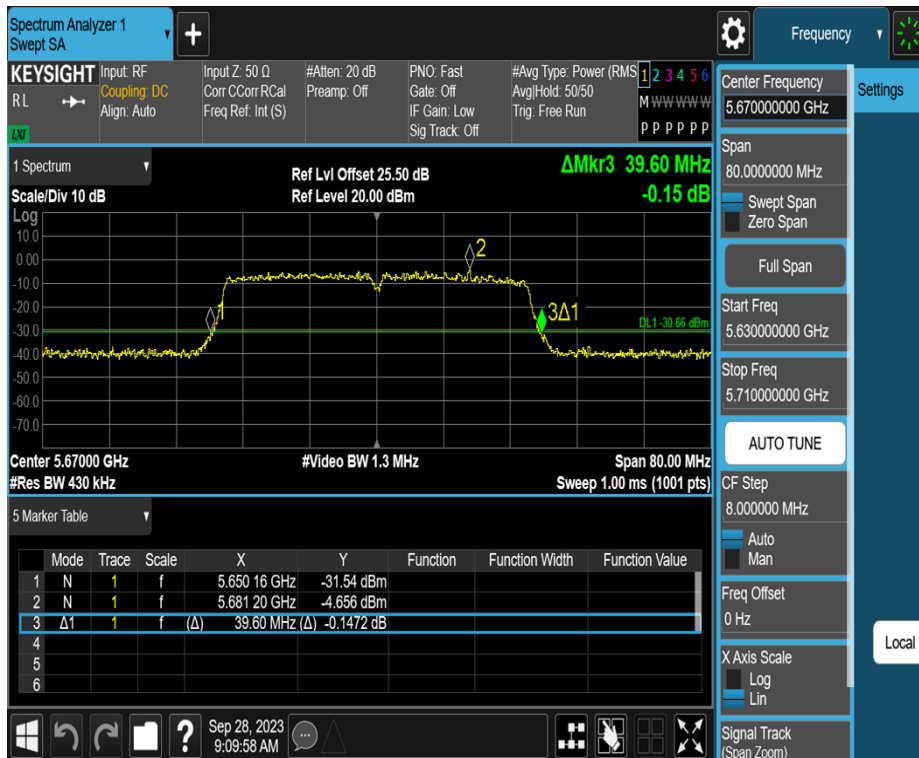 Spectrum Analyzer 1
Swept SA
+
Frequency
KEYSIGHT
RL
LXI
Input: RF
Coupling: DC
Align: Auto
Input Z: 50 Ω
Corr CCorr RCal
Freq Ref: Int (S)
#Atten: 20 dB
Preamp: Off
PNO: Fast
Gate: Off
IF Gain: Low
Sig Track: Off
#Avg Type: Power (RMS
Avg|Hold: 50/50
Trig: Free Run
1 2 3 4 5 6
M W W W W W
P P P P P P
Center Frequency
5.670000000 GHz
Settings
Span
80.0000000 MHz
Swept Span
Zero Span
Full Span
Start Freq
5.630000000 GHz
Stop Freq
5.710000000 GHz
AUTO TUNE
CF Step
8.000000 MHz
Auto
Man
Freq Offset
0 Hz
X Axis Scale
Log
Lin
Signal Track
(Span Zoom)
Local
1 Spectrum
Scale/Div 10 dB
Ref Lvl Offset 25.50 dB
Ref Level 20.00 dBm
ΔMkr3 39.60 MHz
-0.15 dB
Log
10.0
0.00
-10.0
-20.0
-30.0
-40.0
-50.0
-60.0
-70.0
1
2
3Δ1
DL1 -30.66 dBm
Center 5.67000 GHz
#Video BW 1.3 MHz
Span 80.00 MHz
#Res BW 430 kHz
Sweep 1.00 ms (1001 pts)
5 Marker Table
Mode Trace Scale X Y Function Function Width Function Value
1 N 1 f 5.650 16 GHz -31.54 dBm
2 N 1 f 5.681 20 GHz -4.656 dBm
3 Δ1 1 f (Δ) 39.60 MHz (Δ) -0.1472 dB
4
5
6
?
Sep 28, 2023
9:09:58 AM